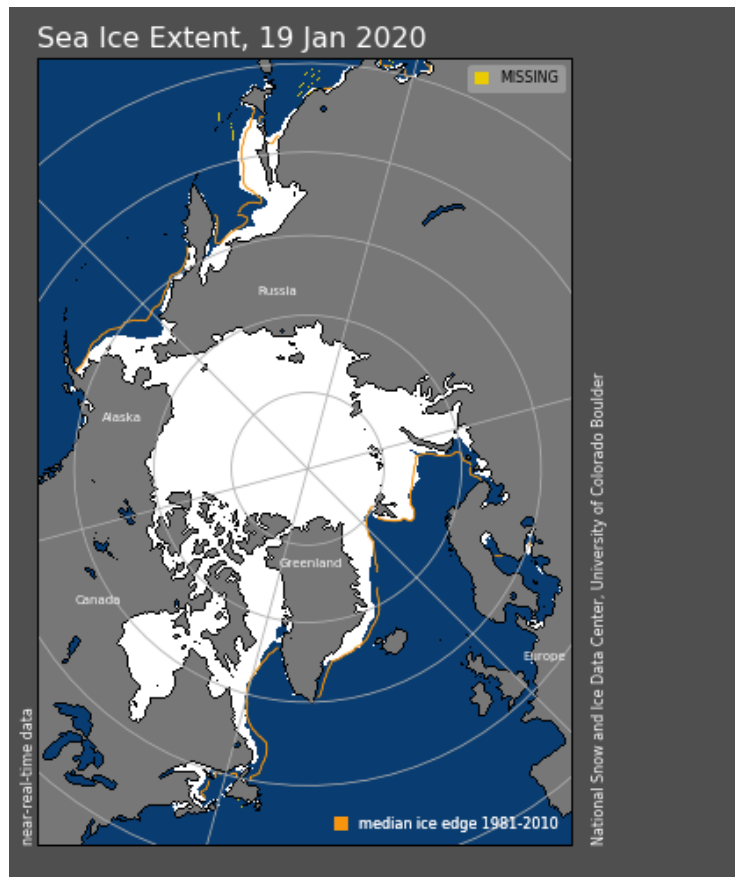 Sea Ice Extent, 19 Jan 2020
MISSING
Russia
Alaska
Greenland
Canada
Europe
median ice edge 1981-2010
near-real-time data
National Snow and Ice Data Center, University of Colorado Boulder